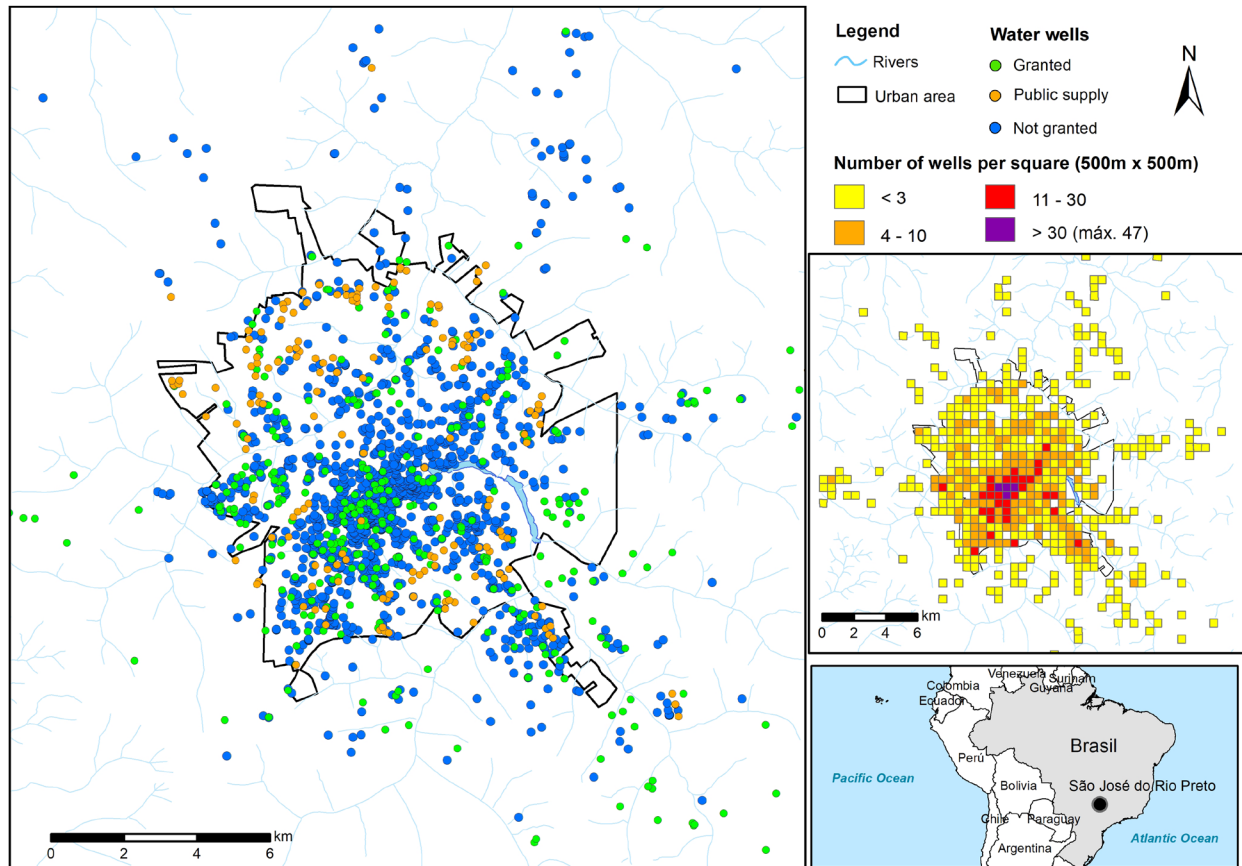 Legend
Rivers
Urban area
Water wells
Granted
Public supply
Not granted
N
Number of wells per square (500m x 500m)
< 3
4 - 10
11 - 30
> 30 (máx. 47)
km
0 2 4 6
km
0 2 4 6
Venezuela
Surinam
Colombia
Guyana
Ecuador
Brasil
Perú
Pacific Ocean
Bolivia
São José do Rio Preto
Chile
Paraguay
Atlantic Ocean
Argentina